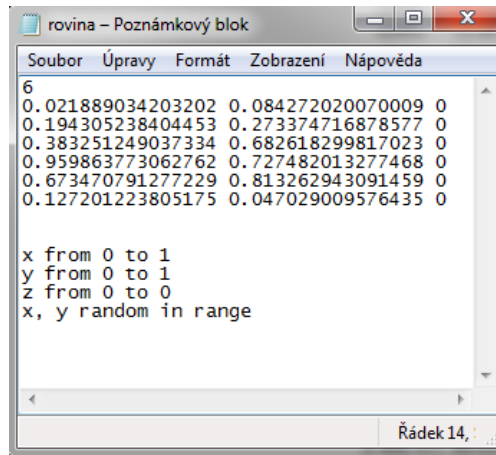 rovina – Poznámkový blok
Soubor Úpravy Formát Zobrazení Nápověda
6
0.021889034203202 0.084272020070009 0
0.194305238404453 0.273374716878577 0
0.383251249037334 0.682618299817023 0
0.959863773062762 0.727482013277468 0
0.673470791277229 0.813262943091459 0
0.127201223805175 0.047029009576435 0
x from 0 to 1
y from 0 to 1
z from 0 to 0
x, y random in range
Řádek 14,